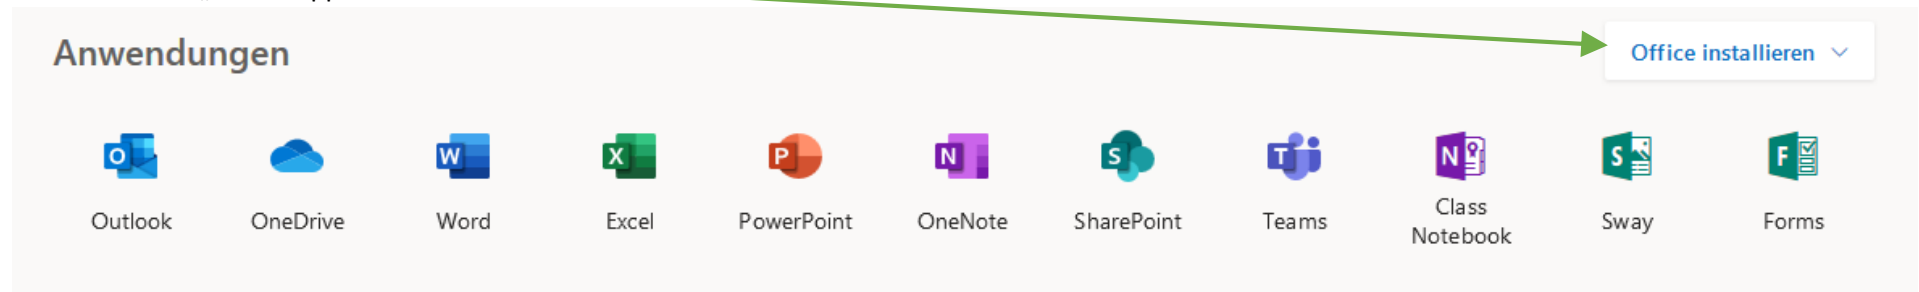 Anwendungen
Office installieren
Outlook
OneDrive
Word
Excel
PowerPoint
OneNote
SharePoint
Teams
Class
Notebook
Sway
Forms